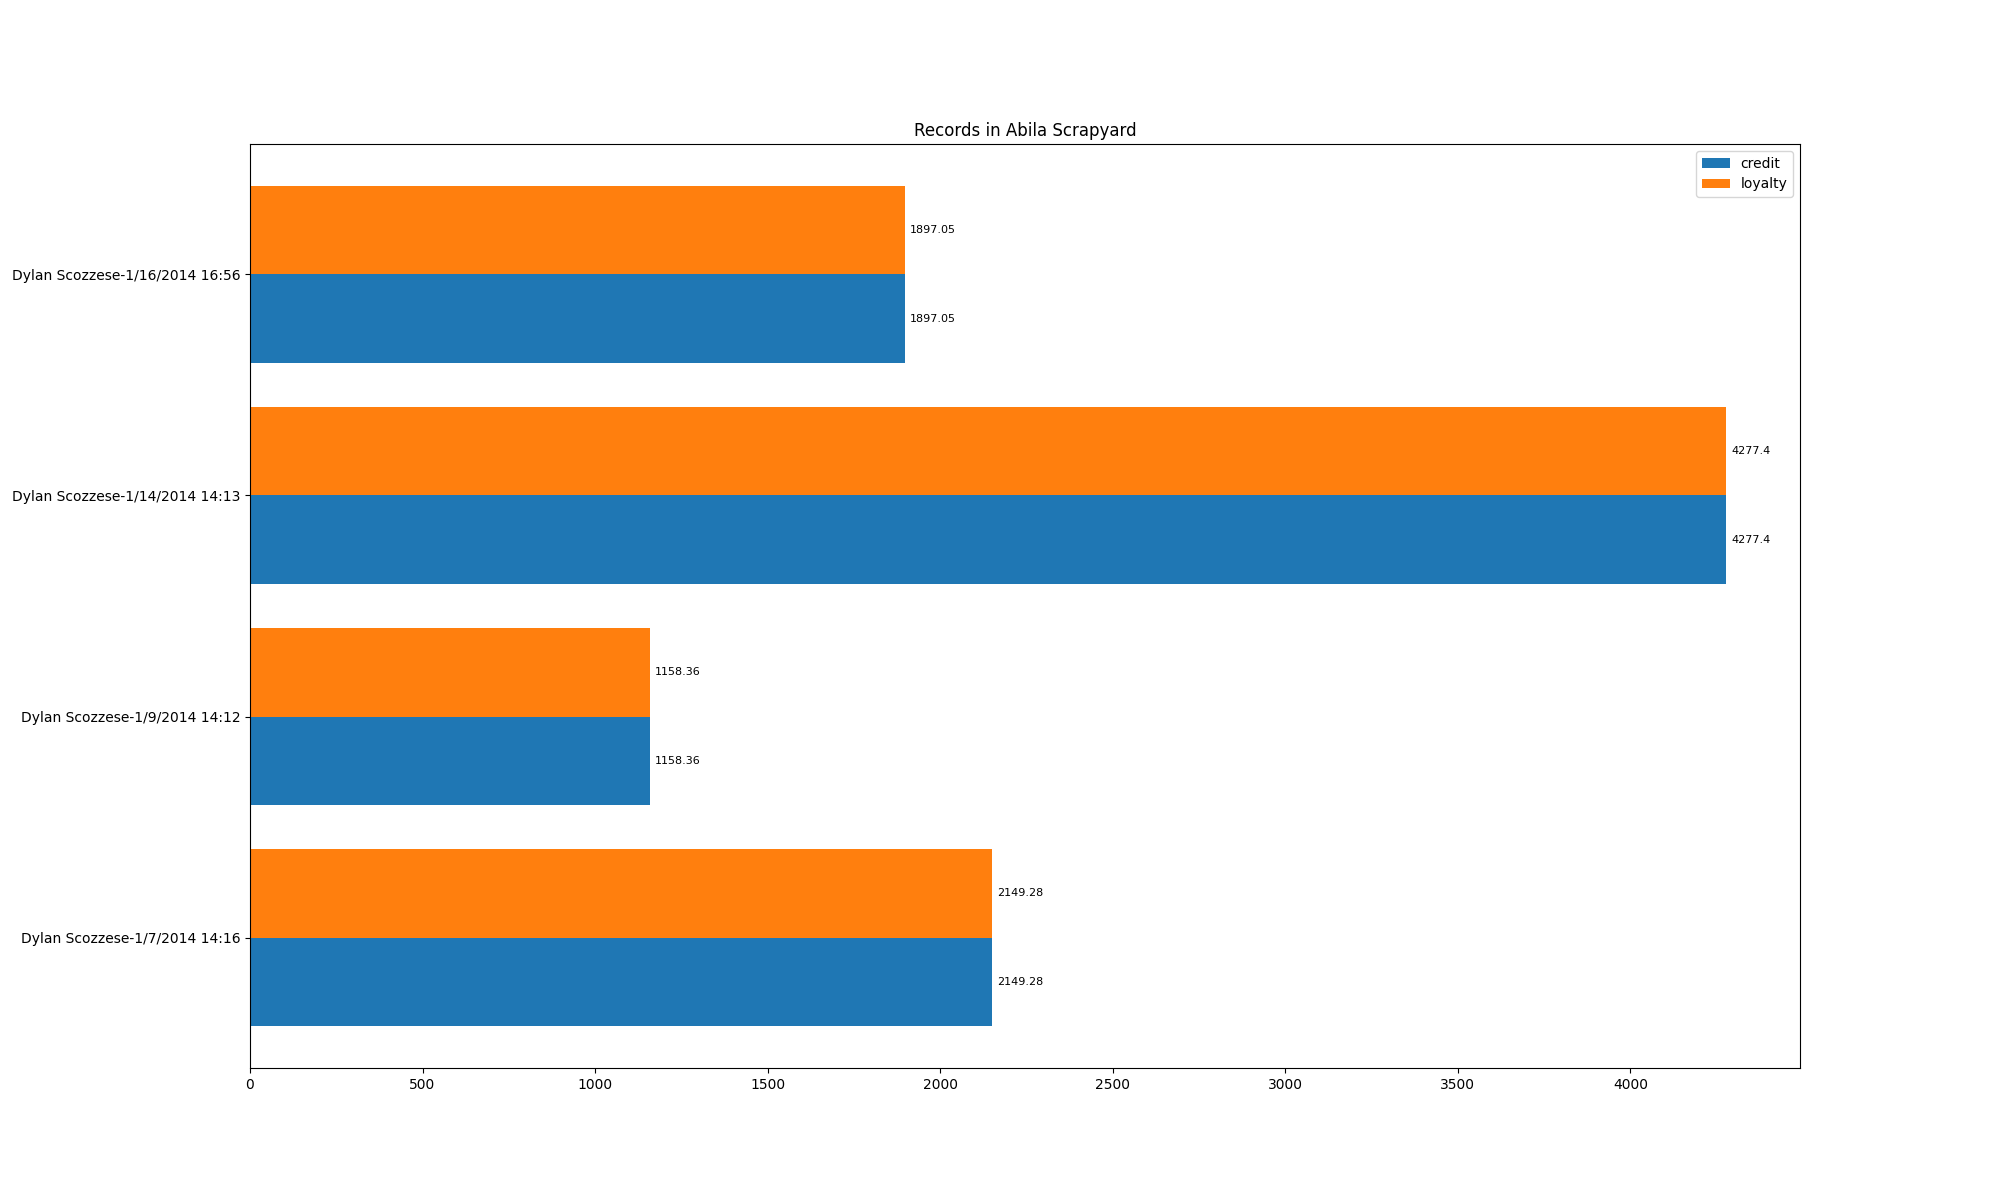 Records in Abila Scrapyard
credit
loyalty
Dylan Scozzese-1/16/2014 16:56
1897.05
1897.05
Dylan Scozzese-1/14/2014 14:13
4277.4
4277.4
Dylan Scozzese-1/9/2014 14:12
1158.36
1158.36
Dylan Scozzese-1/7/2014 14:16
2149.28
2149.28
0 500 1000 1500 2000 2500 3000 3500 4000